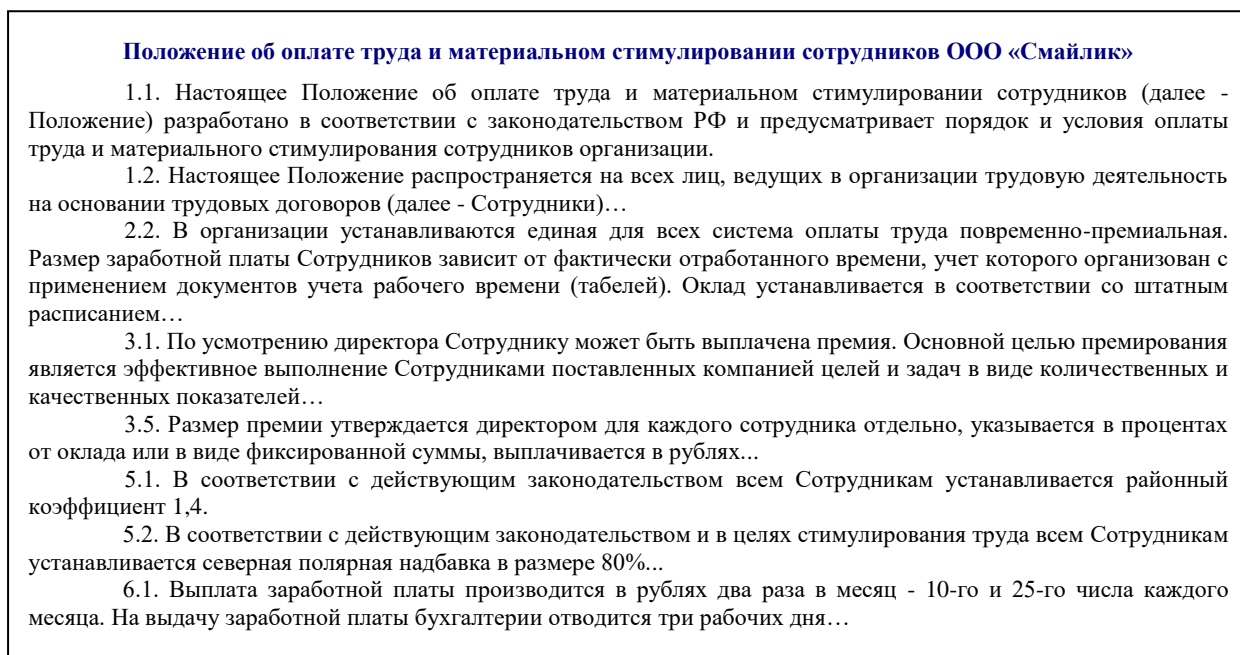 Положение об оплате труда и материальном стимулировании сотрудников ООО «Смайлик»
1.1. Настоящее Положение об оплате труда и материальном стимулировании сотрудников (далее -
Положение) разработано в соответствии с законодательством РФ и предусматривает порядок и условия оплаты
труда и материального стимулирования сотрудников организации.
1.2. Настоящее Положение распространяется на всех лиц, ведущих в организации трудовую деятельность
на основании трудовых договоров (далее - Сотрудники)…
2.2. В организации устанавливаются единая для всех система оплаты труда повременно-премиальная.
Размер заработной платы Сотрудников зависит от фактически отработанного времени, учет которого организован с
применением документов учета рабочего времени (табелей). Оклад устанавливается в соответствии со штатным
расписанием…
3.1. По усмотрению директора Сотруднику может быть выплачена премия. Основной целью премирования
является эффективное выполнение Сотрудниками поставленных компанией целей и задач в виде количественных и
качественных показателей…
3.5. Размер премии утверждается директором для каждого сотрудника отдельно, указывается в процентах
от оклада или в виде фиксированной суммы, выплачивается в рублях...
5.1. В соответствии с действующим законодательством всем Сотрудникам устанавливается районный
коэффициент 1,4.
5.2. В соответствии с действующим законодательством и в целях стимулирования труда всем Сотрудникам
устанавливается северная полярная надбавка в размере 80%...
6.1. Выплата заработной платы производится в рублях два раза в месяц - 10-го и 25-го числа каждого
месяца. На выдачу заработной платы бухгалтерии отводится три рабочих дня…